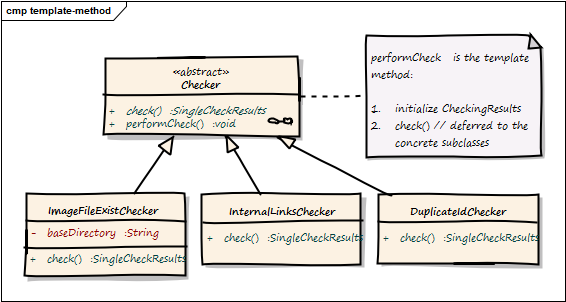 cmp template-method
«abstract»
Checker
+ check() :SingleCheckResults
+ performCheck() :void
performCheck is the template
method:
1. initialize CheckingResults
2. check() // deferred to the
concrete subclasses
ImageFileExistChecker
- baseDirectory :String
+ check() :SingleCheckResults
InternalLinksChecker
+ check() :SingleCheckResults
DuplicateIdChecker
+ check() :SingleCheckResults